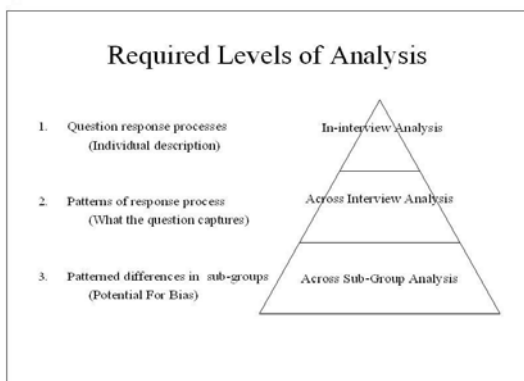 Required Levels of Analysis
1. Question response processes
(Individual description)
In-interview Analysis
2. Patterns of response process
(What the question captures)
Across Interview Analysis
3. Patterned differences in sub-groups
(Potential For Bias)
Across Sub-Group Analysis